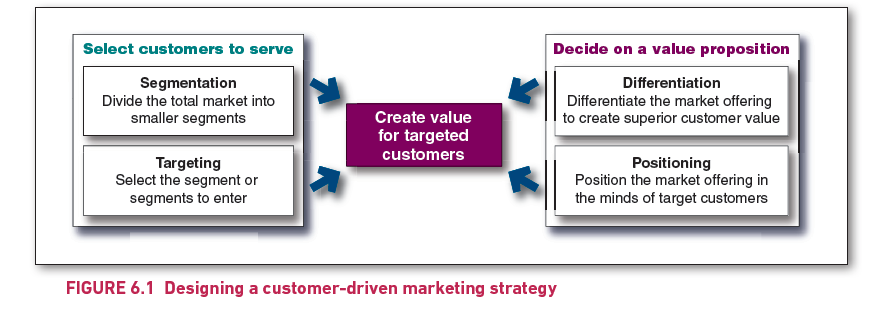 Select customers to serve
Segmentation
Divide the total market into
smaller segments
Targeting
Select the segment or
segments to enter
Create value
for targeted
customers
Decide on a value proposition
Differentiation
Differentiate the market offering
to create superior customer value
Positioning
Position the market offering in
the minds of target customers
FIGURE 6.1 Designing a customer-driven marketing strategy